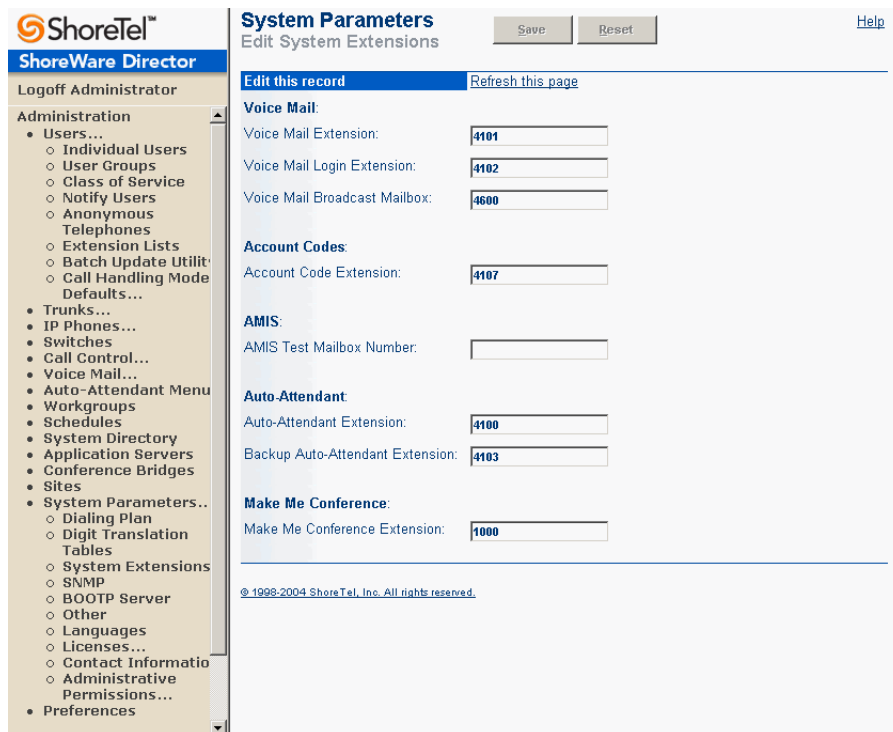 ShoreTel™
ShoreWare Director
Logoff Administrator
Administration
Users...
Individual Users
User Groups
Class of Service
Notify Users
Anonymous
Telephones
Extension Lists
Batch Update Utilit
Call Handling Mode
Defaults...
Trunks...
IP Phones...
Switches
Call Control...
Voice Mail...
Auto-Attendant Menu
Workgroups
Schedules
System Directory
Application Servers
Conference Bridges
Sites
System Parameters..
Dialing Plan
Digit Translation
Tables
System Extensions
SNMP
BOOTP Server
Other
Languages
Licenses...
Contact Informatio
Administrative
Permissions...
Preferences
System Parameters
Edit System Extensions
Save
Reset
Help
Edit this record
Refresh this page
Voice Mail:
Voice Mail Extension: 4101
Voice Mail Login Extension: 4102
Voice Mail Broadcast Mailbox: 4600
Account Codes:
Account Code Extension: 4107
AMIS:
AMIS Test Mailbox Number:
Auto-Attendant:
Auto-Attendant Extension: 4100
Backup Auto-Attendant Extension: 4103
Make Me Conference:
Make Me Conference Extension: 1000
© 1998-2004 ShoreTel, Inc. All rights reserved.